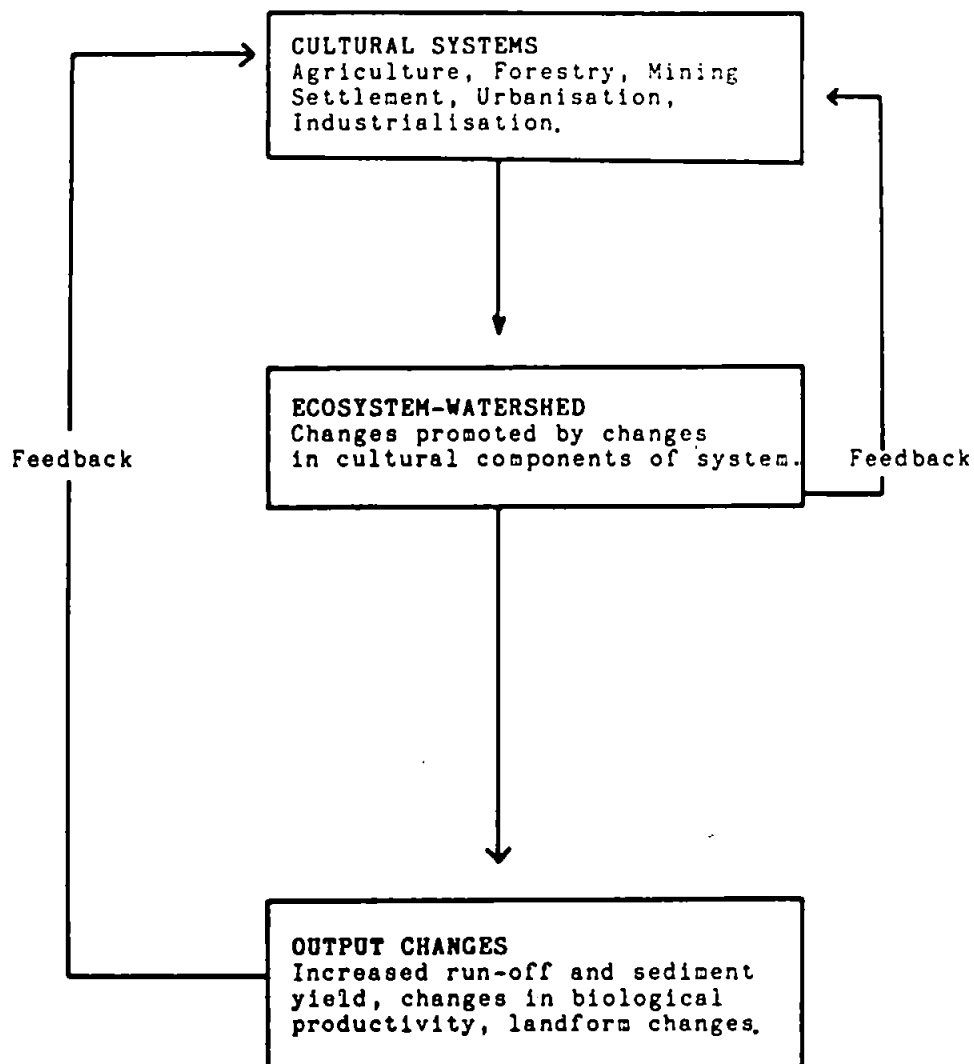 CULTURAL SYSTEMS
Agriculture, Forestry, Mining
Settlement, Urbanisation,
Industrialisation.
ECOSYSTEM-WATERSHED
Changes promoted by changes
in cultural components of system.
Feedback
Feedback
OUTPUT CHANGES
Increased run-off and sediment
yield, changes in biological
productivity, landform changes.